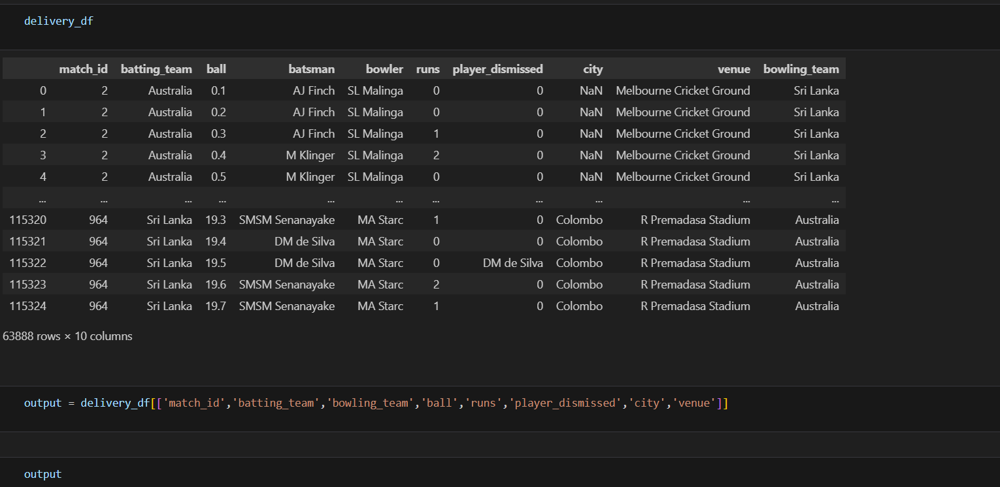 delivery_df
match_id batting_team ball batsman bowler runs player_dismissed city venue bowling_team
0 2 Australia 0.1 AJ Finch SL Malinga 0 0 NaN Melbourne Cricket Ground Sri Lanka
1 2 Australia 0.2 AJ Finch SL Malinga 0 0 NaN Melbourne Cricket Ground Sri Lanka
2 2 Australia 0.3 AJ Finch SL Malinga 1 0 NaN Melbourne Cricket Ground Sri Lanka
3 2 Australia 0.4 M Klinger SL Malinga 2 0 NaN Melbourne Cricket Ground Sri Lanka
4 2 Australia 0.5 M Klinger SL Malinga 0 0 NaN Melbourne Cricket Ground Sri Lanka
... ... ... ... ... ... ... ... ... ... ...
115320 964 Sri Lanka 19.3 SMSM Senanayake MA Starc 1 0 Colombo R Premadasa Stadium Australia
115321 964 Sri Lanka 19.4 DM de Silva MA Starc 0 0 Colombo R Premadasa Stadium Australia
115322 964 Sri Lanka 19.5 DM de Silva MA Starc 0 DM de Silva Colombo R Premadasa Stadium Australia
115323 964 Sri Lanka 19.6 SMSM Senanayake MA Starc 2 0 Colombo R Premadasa Stadium Australia
115324 964 Sri Lanka 19.7 SMSM Senanayake MA Starc 1 0 Colombo R Premadasa Stadium Australia
63888 rows × 10 columns
output = delivery_df[['match_id','batting_team','bowling_team','ball','runs','player_dismissed','city','venue']]
output